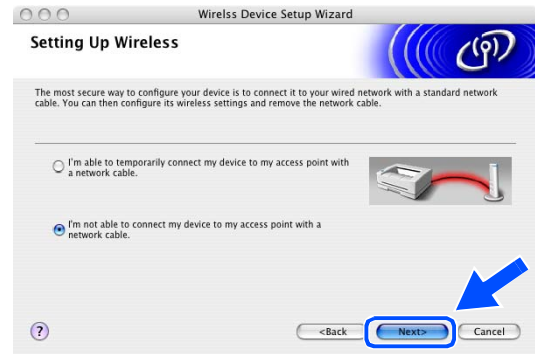 Wirelss Device Setup Wizard
Setting Up Wireless
The most secure way to configure your device is to connect it to your wired network with a standard network
cable. You can then configure its wireless settings and remove the network cable.
I'm able to temporarily connect my device to my access point with
a network cable.
I'm not able to connect my device to my access point with a
network cable.
?
<Back Next> Cancel